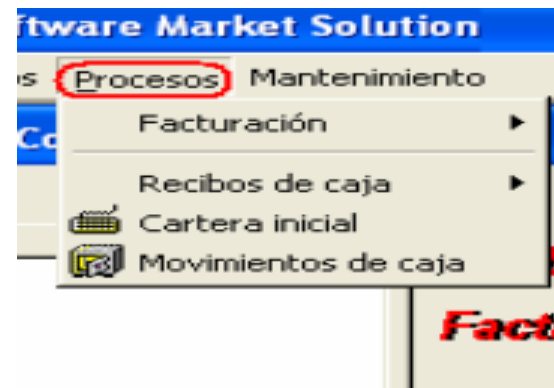 ftware Market Solution
os Procesos Mantenimiento
Co
Facturación
Recibos de caja
Cartera inicial
Movimientos de caja
Fact